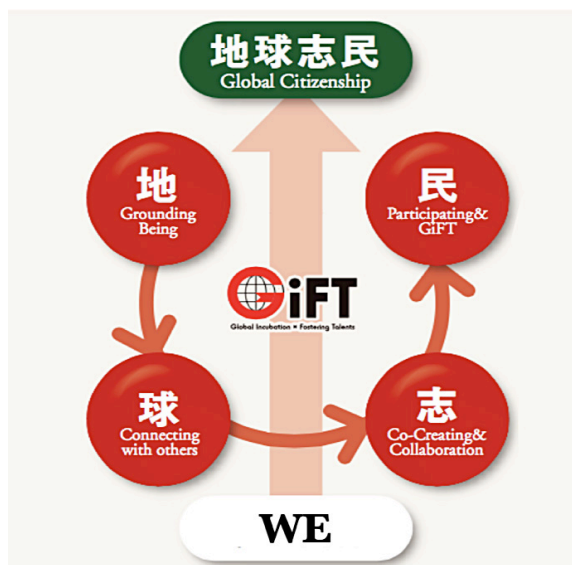 地球志民
Global Citizenship
地
Grounding
Being
民
Participating&
GiFT
GiFT
Global Incubation × Fostering Talents
球
Connecting
with others
志
Co-Creating&
Collaboration
WE